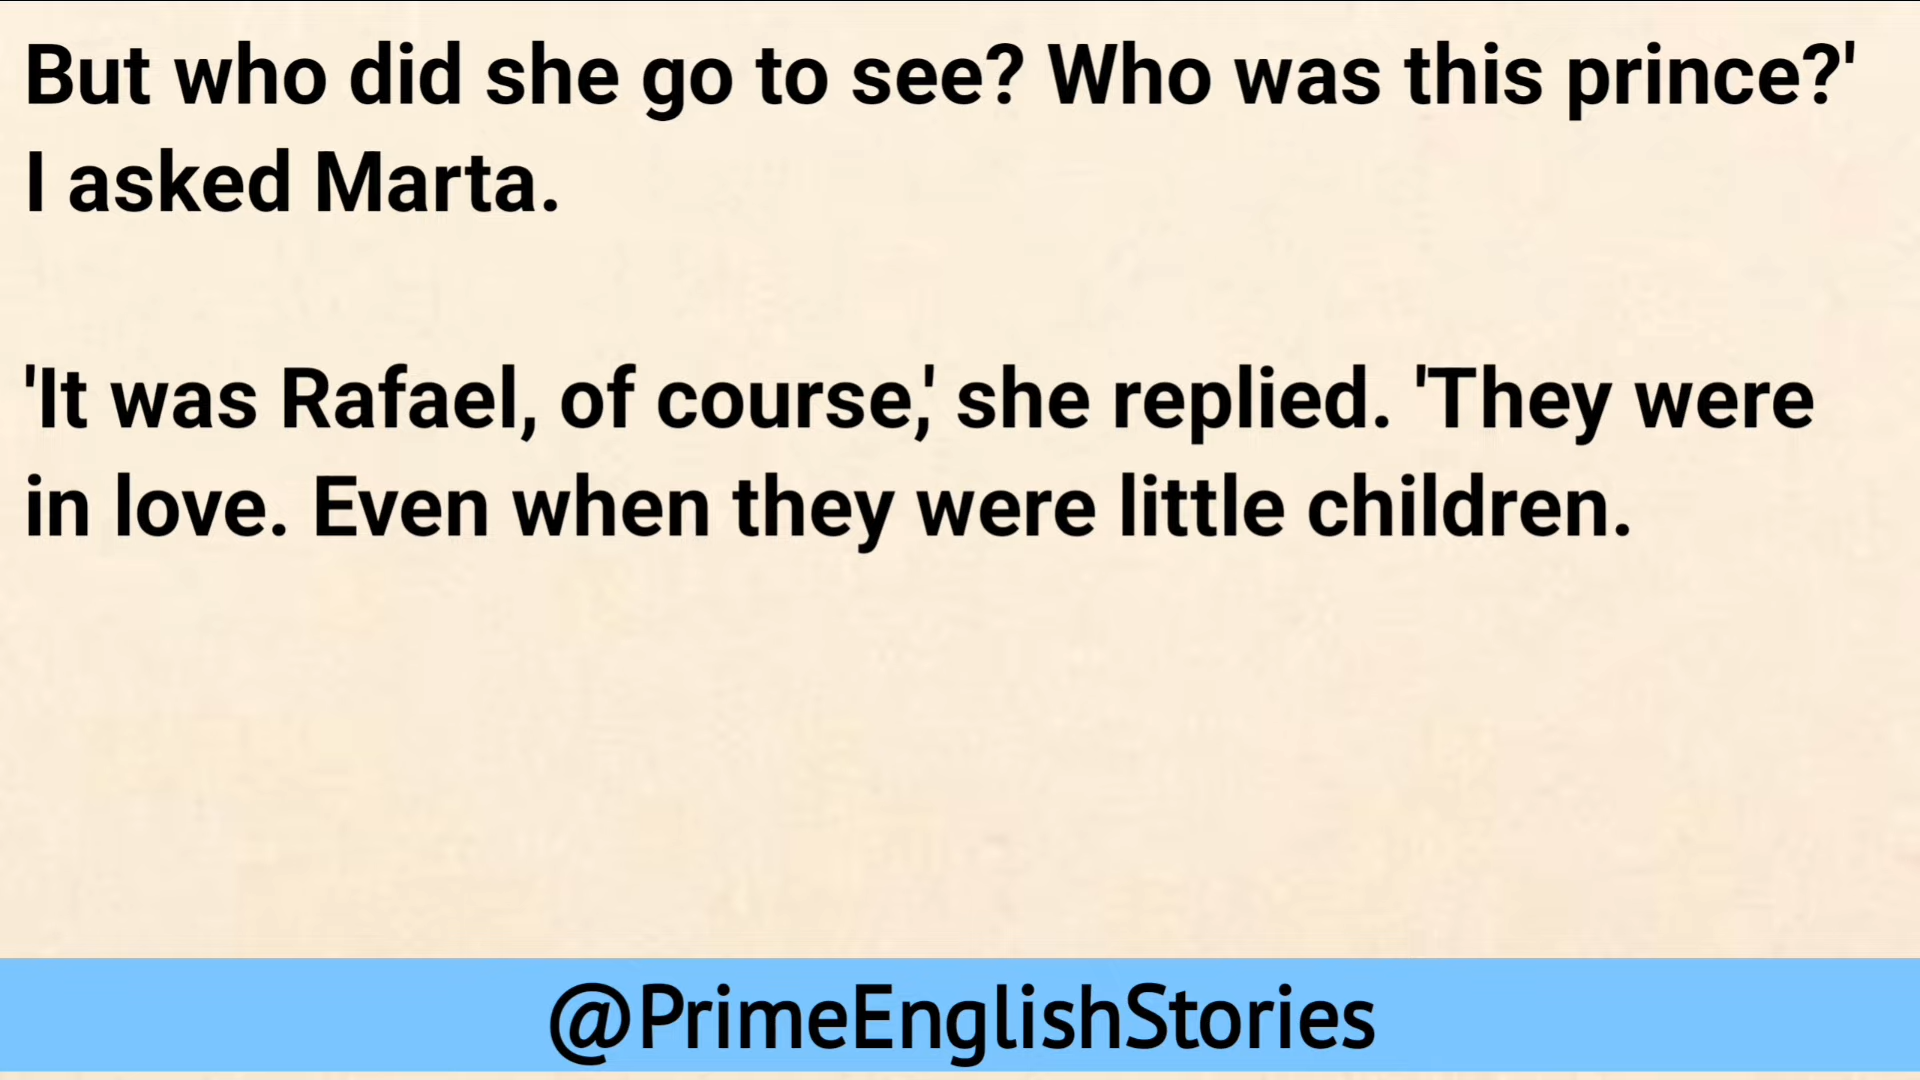 But who did she go to see? Who was this prince?'
I asked Marta.
'It was Rafael, of course,' she replied. 'They were
in love. Even when they were little children.
@PrimeEnglishStories